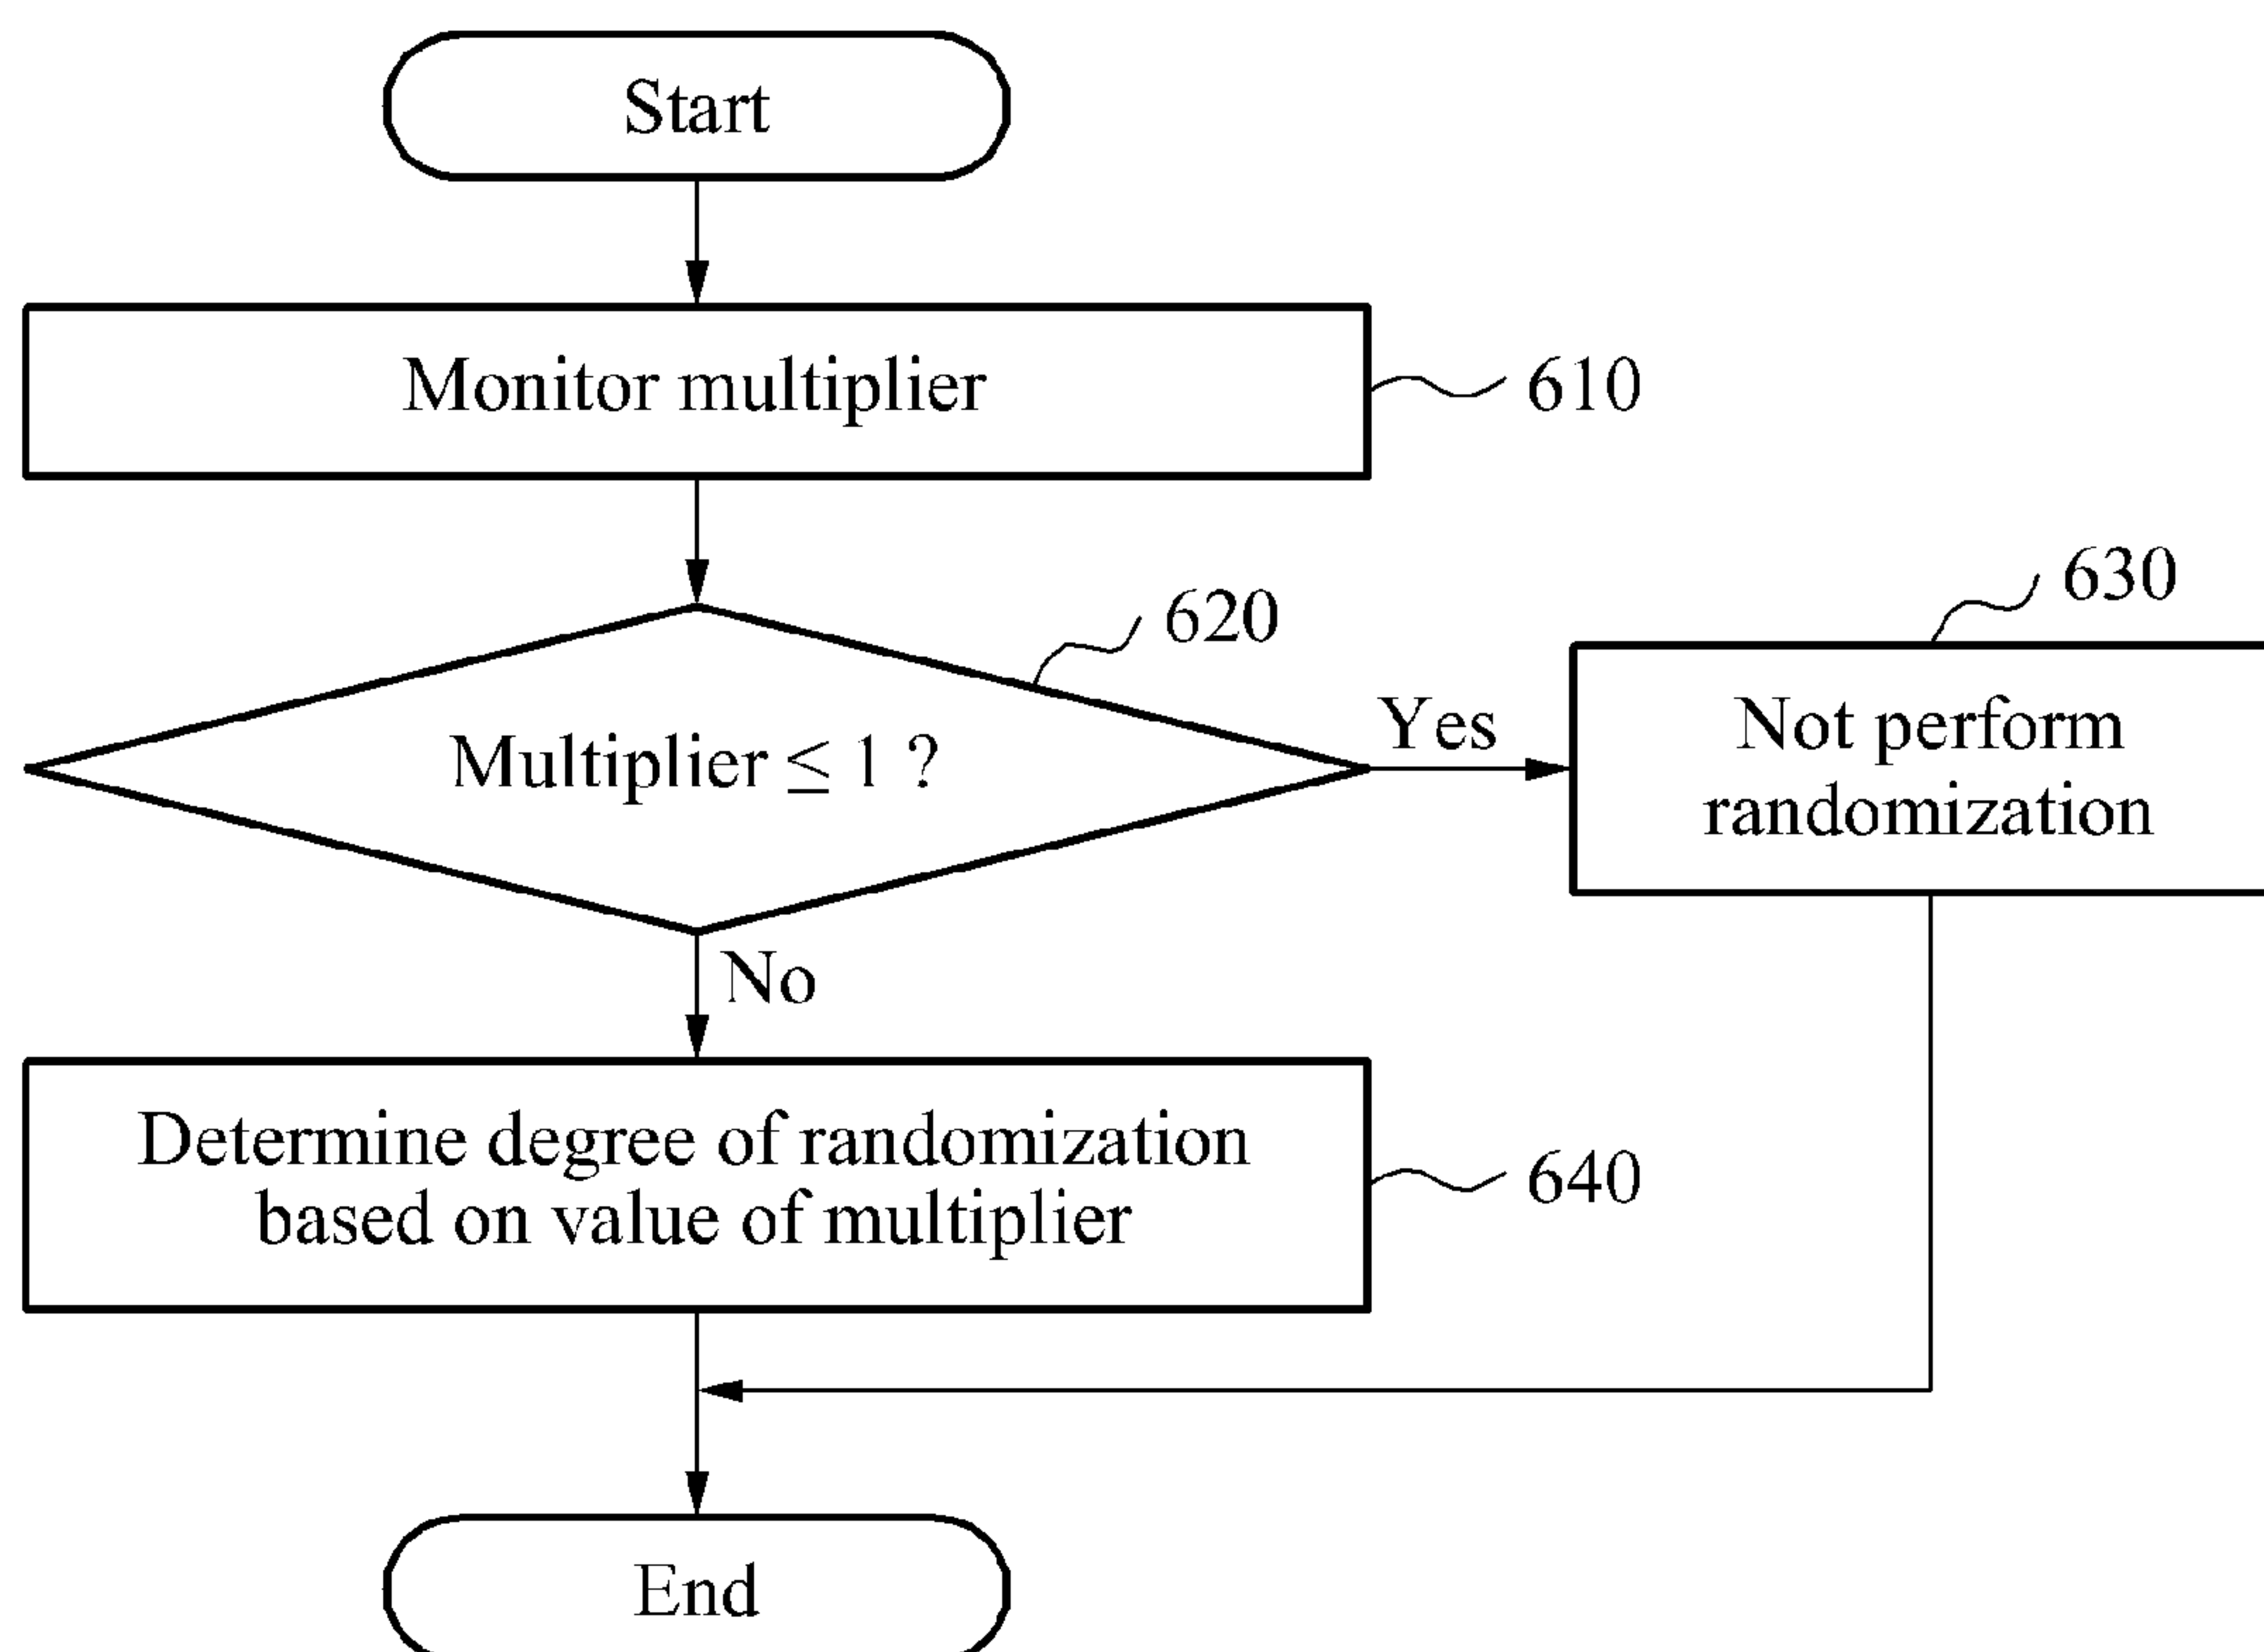 Start
Monitor multiplier
610
620
Multiplier ≤ 1 ?
Yes
630
Not perform
randomization
No
Determine degree of randomization
based on value of multiplier
640
End